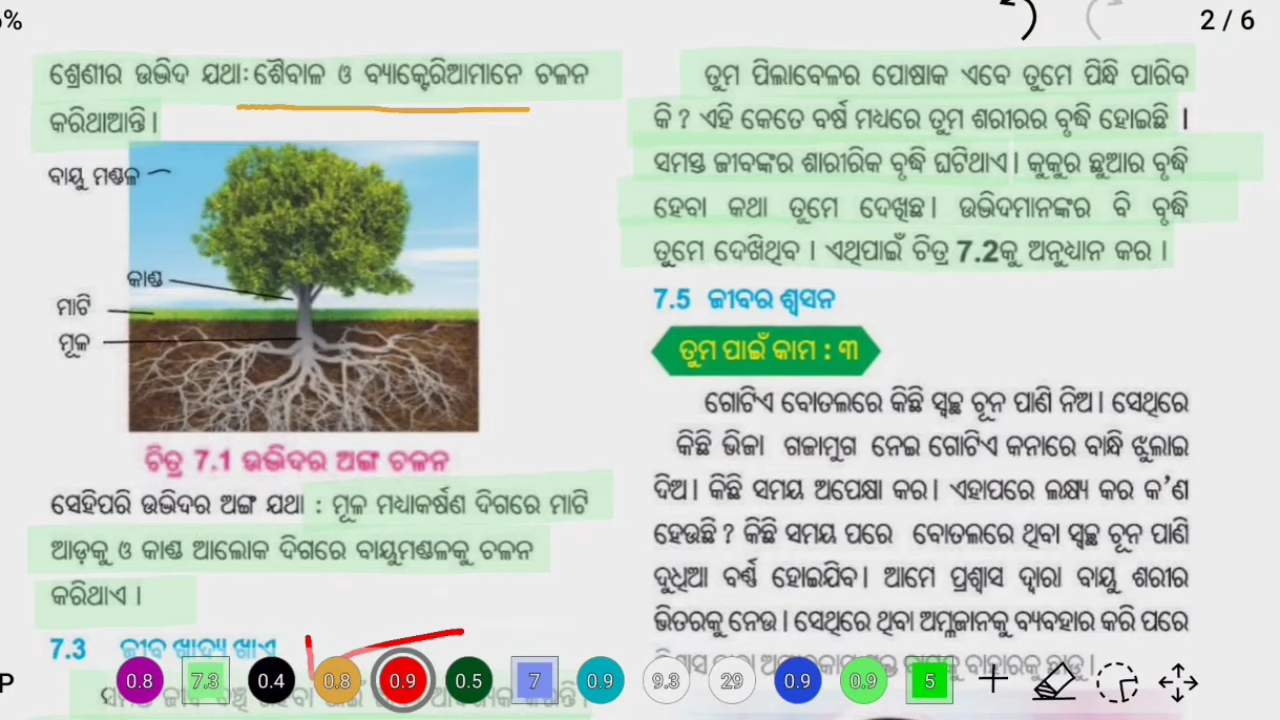 %
2 / 6
ଶ୍ରେଣୀର ଉଦ୍ଭିଦ ଯଥା: ଶୈବାଳ ଓ ବ୍ୟାକ୍ଟେରିଆମାନେ ଚଳନ
କରିଥାଆନ୍ତି ।
ବାୟୁ ମଣ୍ଡଳ
କାଣ୍ଡ
ମାଟି
ମୂଳ
ଚିତ୍ର 7.1 ଉଦ୍ଭିଦର ଅଙ୍ଗ ଚଳନ
ସେହିପରି ଉଦ୍ଭିଦର ଅଙ୍ଗ ଯଥା : ମୂଳ ମଧ୍ୟାକର୍ଷଣ ଦିଗରେ ମାଟି
ଆଡ଼କୁ ଓ କାଣ୍ଡ ଆଲୋକ ଦିଗରେ ବାୟୁମଣ୍ଡଳକୁ ଚଳନ
କରିଥାଏ ।
7.3 ଜୀବ ଖାଦ୍ୟ ଖାଏ
ତୁମ ପିଲାବେଳର ପୋଷାକ ଏବେ ତୁମେ ପିନ୍ଧି ପାରିବ
କି ? ଏହି କେତେ ବର୍ଷ ମଧ୍ୟରେ ତୁମ ଶରୀରର ବୃଦ୍ଧି ହୋଇଛି ।
ସମସ୍ତ ଜୀବଙ୍କର ଶାରୀରିକ ବୃଦ୍ଧି ଘଟିଥାଏ । କୁକୁର ଛୁଆର ବୃଦ୍ଧି
ହେବା କଥା ତୁମେ ଦେଖିଛ । ଉଦ୍ଭିଦମାନଙ୍କର ବି ବୃଦ୍ଧି
ତୁମେ ଦେଖିଥିବ । ଏଥିପାଇଁ ଚିତ୍ର 7.2କୁ ଅନୁଧ୍ୟାନ କର ।
7.5 ଜୀବର ଶ୍ୱସନ
ତୁମ ପାଇଁ କାମ : ୩
ଗୋଟିଏ ବୋତଲରେ କିଛି ସ୍ୱଚ୍ଛ ଚୂନ ପାଣି ନିଅ । ସେଥିରେ
କିଛି ଭିଜା ଗଜାମୁଗ ନେଇ ଗୋଟିଏ କନାରେ ବାନ୍ଧି ଝୁଲାଇ
ଦିଅ । କିଛି ସମୟ ଅପେକ୍ଷା କର । ଏହାପରେ ଲକ୍ଷ୍ୟ କର କ’ଣ
ହେଉଛି ? କିଛି ସମୟ ପରେ ବୋତଲରେ ଥିବା ସ୍ୱଚ୍ଛ ଚୂନ ପାଣି
ଦୁଧିଆ ବର୍ଣ୍ଣ ହୋଇଯିବ । ଆମେ ପ୍ରଶ୍ୱାସ ଦ୍ୱାରା ବାୟୁ ଶରୀର
ଭିତରକୁ ନେଉ । ସେଥିରେ ଥିବା ଅମ୍ଳଜାନକୁ ବ୍ୟବହାର କରି ପରେ
P 0.8 7.3 0.4 0.8 0.9 0.5 7 0.9 9.3 29 0.9 0.9 5